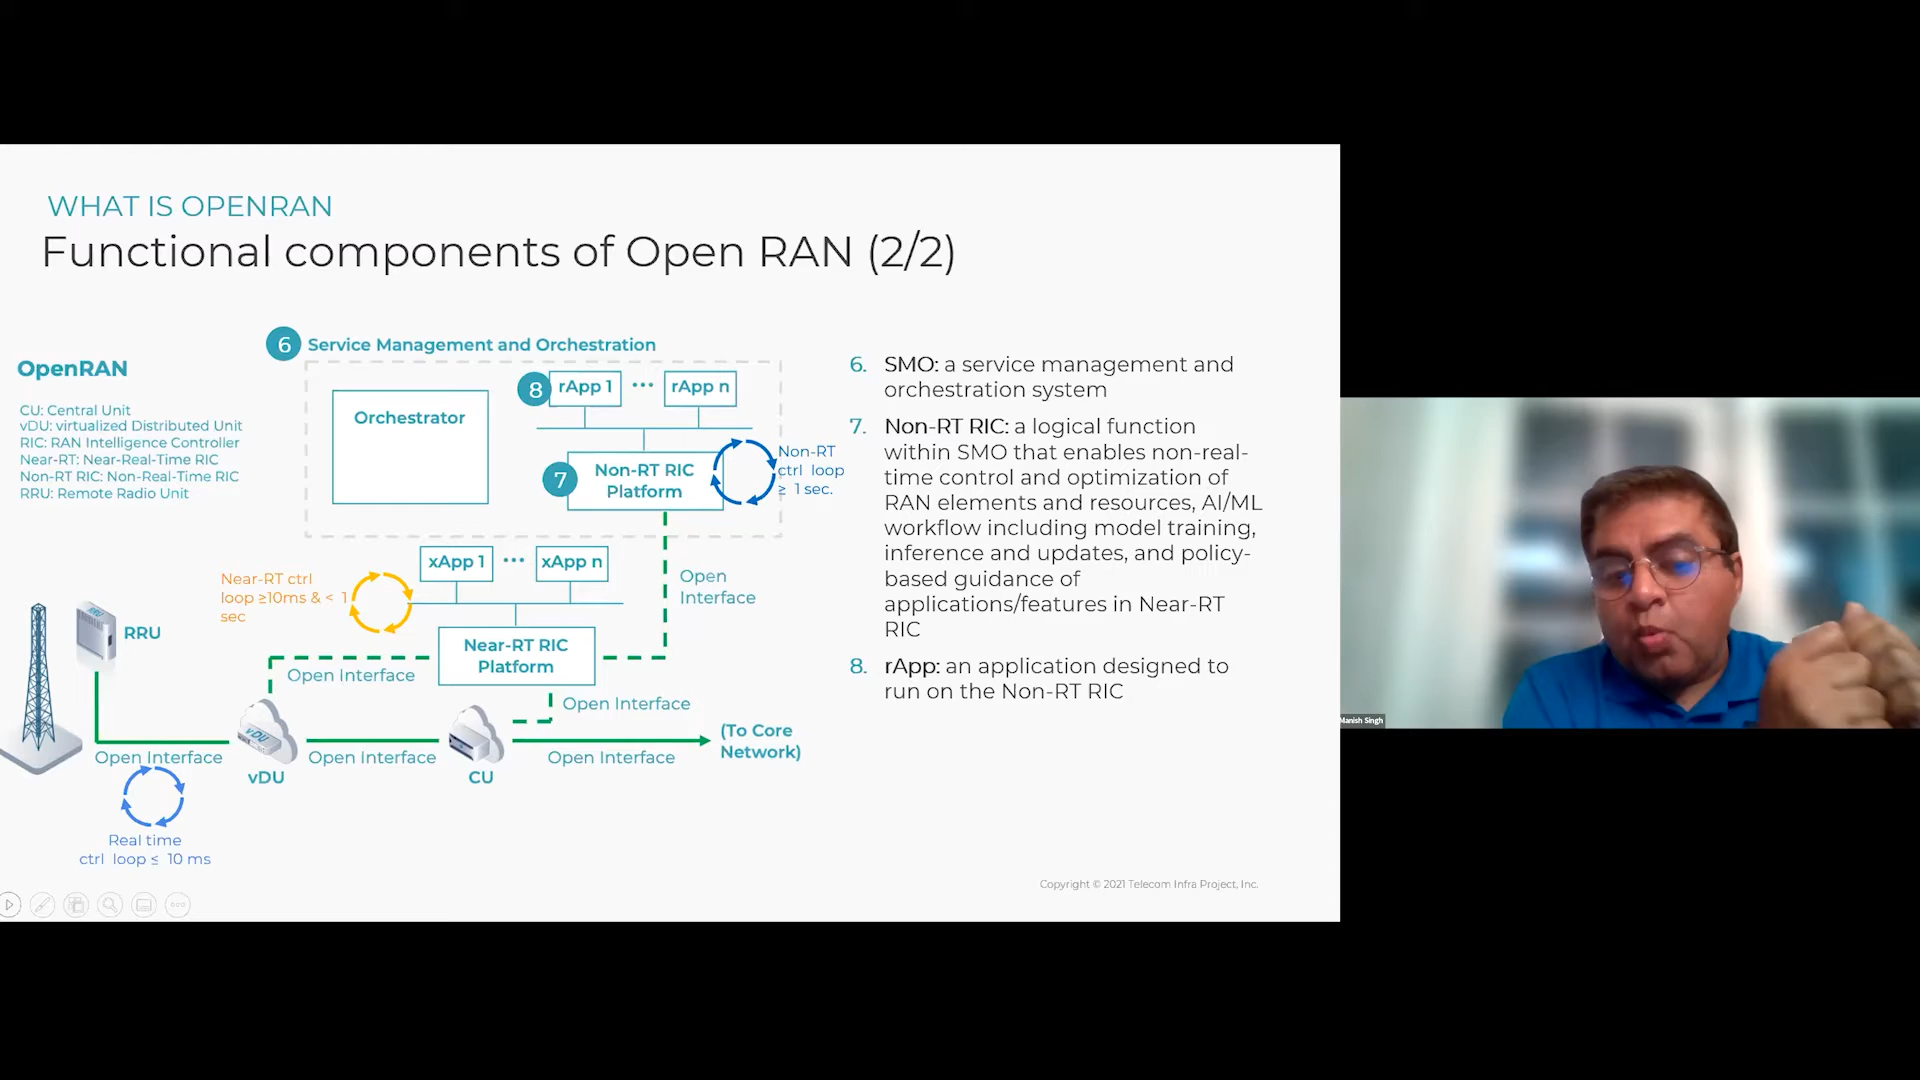 WHAT IS OPENRAN
Functional components of Open RAN (2/2)
6 Service Management and Orchestration
OpenRAN
CU: Central Unit
vDU: virtualized Distributed Unit
RIC: RAN Intelligence Controller
Near-RT: Near-Real-Time RIC
Non-RT RIC: Non-Real-Time RIC
RRU: Remote Radio Unit
Orchestrator
8 rApp 1 ... rApp n
7
Non-RT RIC
Platform
Non-RT
ctrl loop
≥ 1 sec.
xApp 1 ... xApp n
Near-RT ctrl
loop ≥10ms & < 1
sec
Open
Interface
Near-RT RIC
Platform
RRU
RRU
Open Interface
Open Interface
vDU
Open Interface
Open Interface
Open Interface
(To Core
Network)
vDU
CU
Real time
ctrl loop ≤ 10 ms
6. SMO: a service management and
orchestration system
7. Non-RT RIC: a logical function
within SMO that enables non-real-
time control and optimization of
RAN elements and resources, AI/ML
workflow including model training,
inference and updates, and policy-
based guidance of
applications/features in Near-RT
RIC
8. rApp: an application designed to
run on the Non-RT RIC
Copyright © 2021 Telecom Infra Project, Inc.
Manish Singh